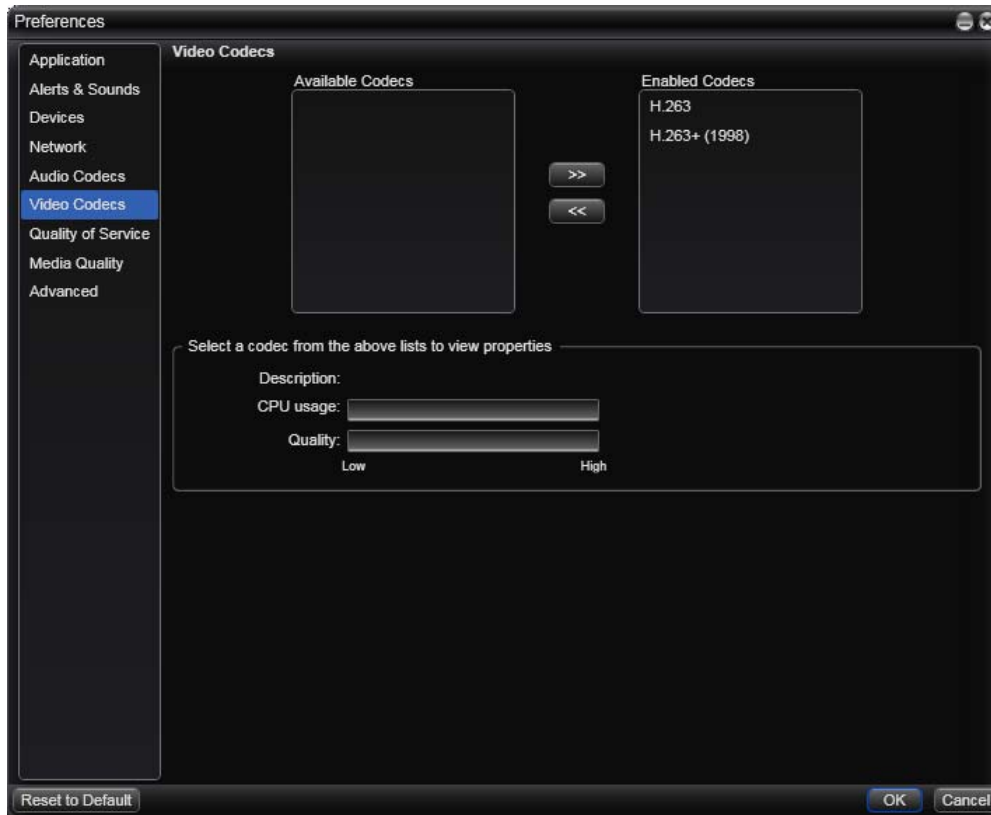 Preferences
Application
Alerts & Sounds
Devices
Network
Audio Codecs
Video Codecs
Quality of Service
Media Quality
Advanced
Video Codecs
Available Codecs
>>
<<
Enabled Codecs
H.263
H.263+ (1998)
Select a codec from the above lists to view properties
Description:
CPU usage:
Quality:
Low High
Reset to Default
OK Cancel